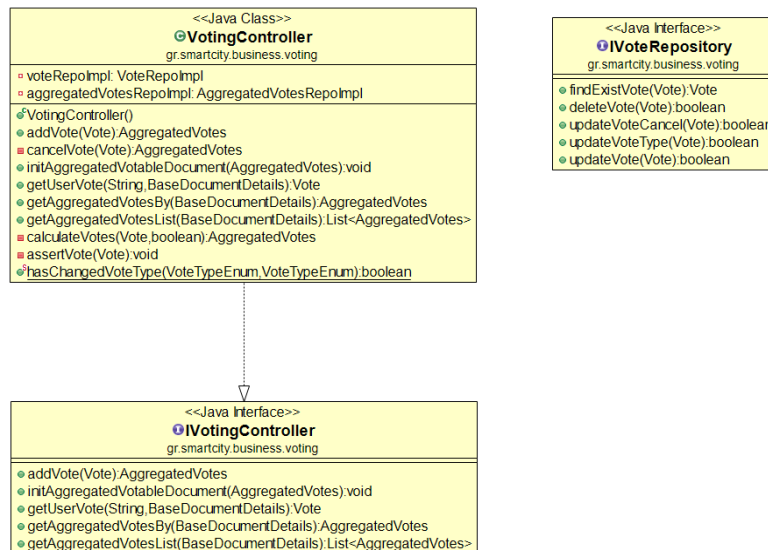 <<Java Class>>
VotingController
gr.smartcity.business.voting
voteRepoImpl: VoteRepoImpl
aggregatedVotesRepoImpl: AggregatedVotesRepoImpl
VotingController()
addVote(Vote):AggregatedVotes
cancelVote(Vote):AggregatedVotes
initAggregatedVotableDocument(AggregatedVotes):void
getUserVote(String,BaseDocumentDetails):Vote
getAggregatedVotesBy(BaseDocumentDetails):AggregatedVotes
getAggregatedVotesList(BaseDocumentDetails):List<AggregatedVotes>
calculateVotes(Vote,boolean):AggregatedVotes
assertVote(Vote):void
hasChangedVoteType(VoteTypeEnum,VoteTypeEnum):boolean
<<Java Interface>>
IVoteRepository
gr.smartcity.business.voting
findExistVote(Vote):Vote
deleteVote(Vote):boolean
updateVoteCancel(Vote):boolean
updateVoteType(Vote):boolean
updateVote(Vote):boolean
<<Java Interface>>
IVotingController
gr.smartcity.business.voting
addVote(Vote):AggregatedVotes
initAggregatedVotableDocument(AggregatedVotes):void
getUserVote(String,BaseDocumentDetails):Vote
getAggregatedVotesBy(BaseDocumentDetails):AggregatedVotes
getAggregatedVotesList(BaseDocumentDetails):List<AggregatedVotes>